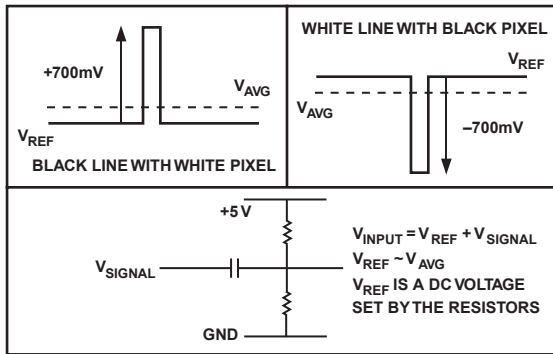 +700mV
V_AVG
V_REF
BLACK LINE WITH WHITE PIXEL
WHITE LINE WITH BLACK PIXEL
V_REF
V_AVG
–700mV
+5V
V_SIGNAL
GND
V_INPUT = V_REF + V_SIGNAL
V_REF ~ V_AVG
V_REF IS A DC VOLTAGE
SET BY THE RESISTORS